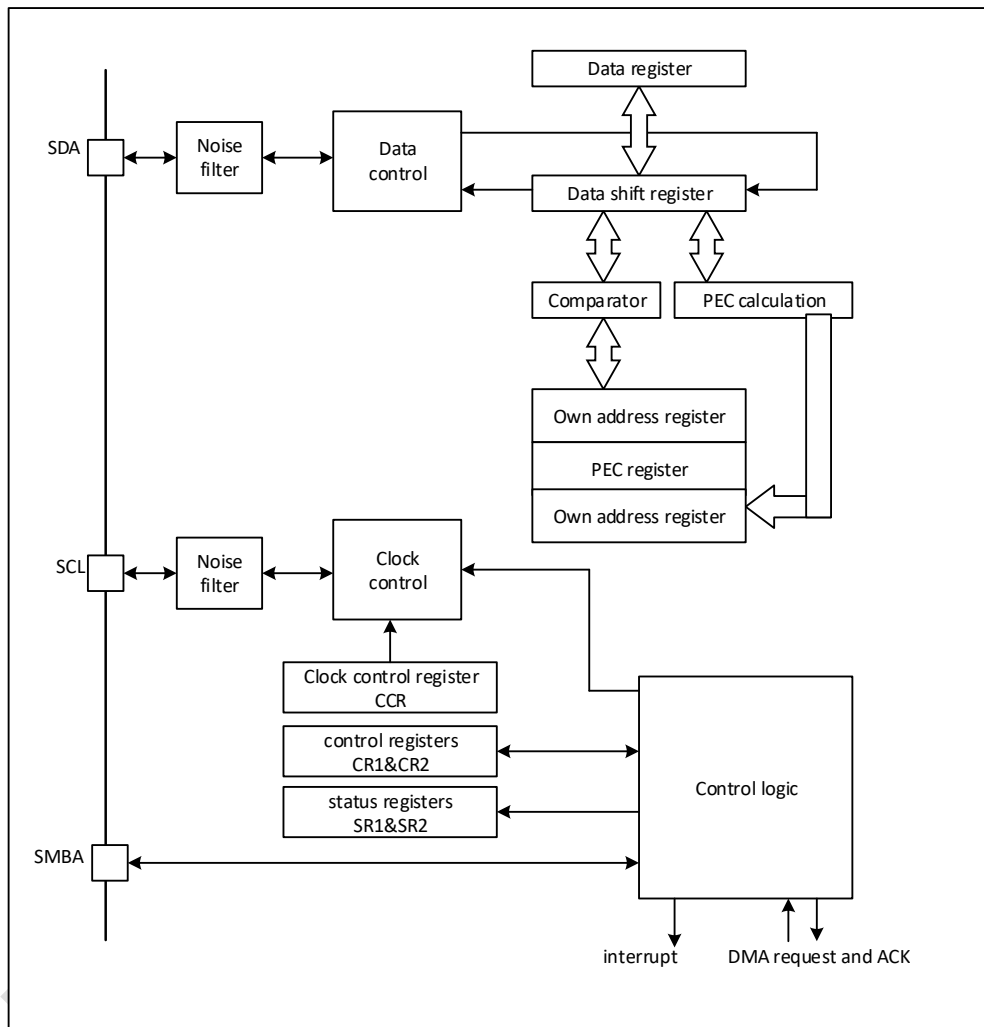 Data register
SDA
Noise
filter
Data
control
Data shift register
Comparator
PEC calculation
Own address register
PEC register
Own address register
SCL
Noise
filter
Clock
control
Clock control register
CCR
control registers
CR1&CR2
status registers
SR1&SR2
Control logic
SMBA
interrupt
DMA request and ACK